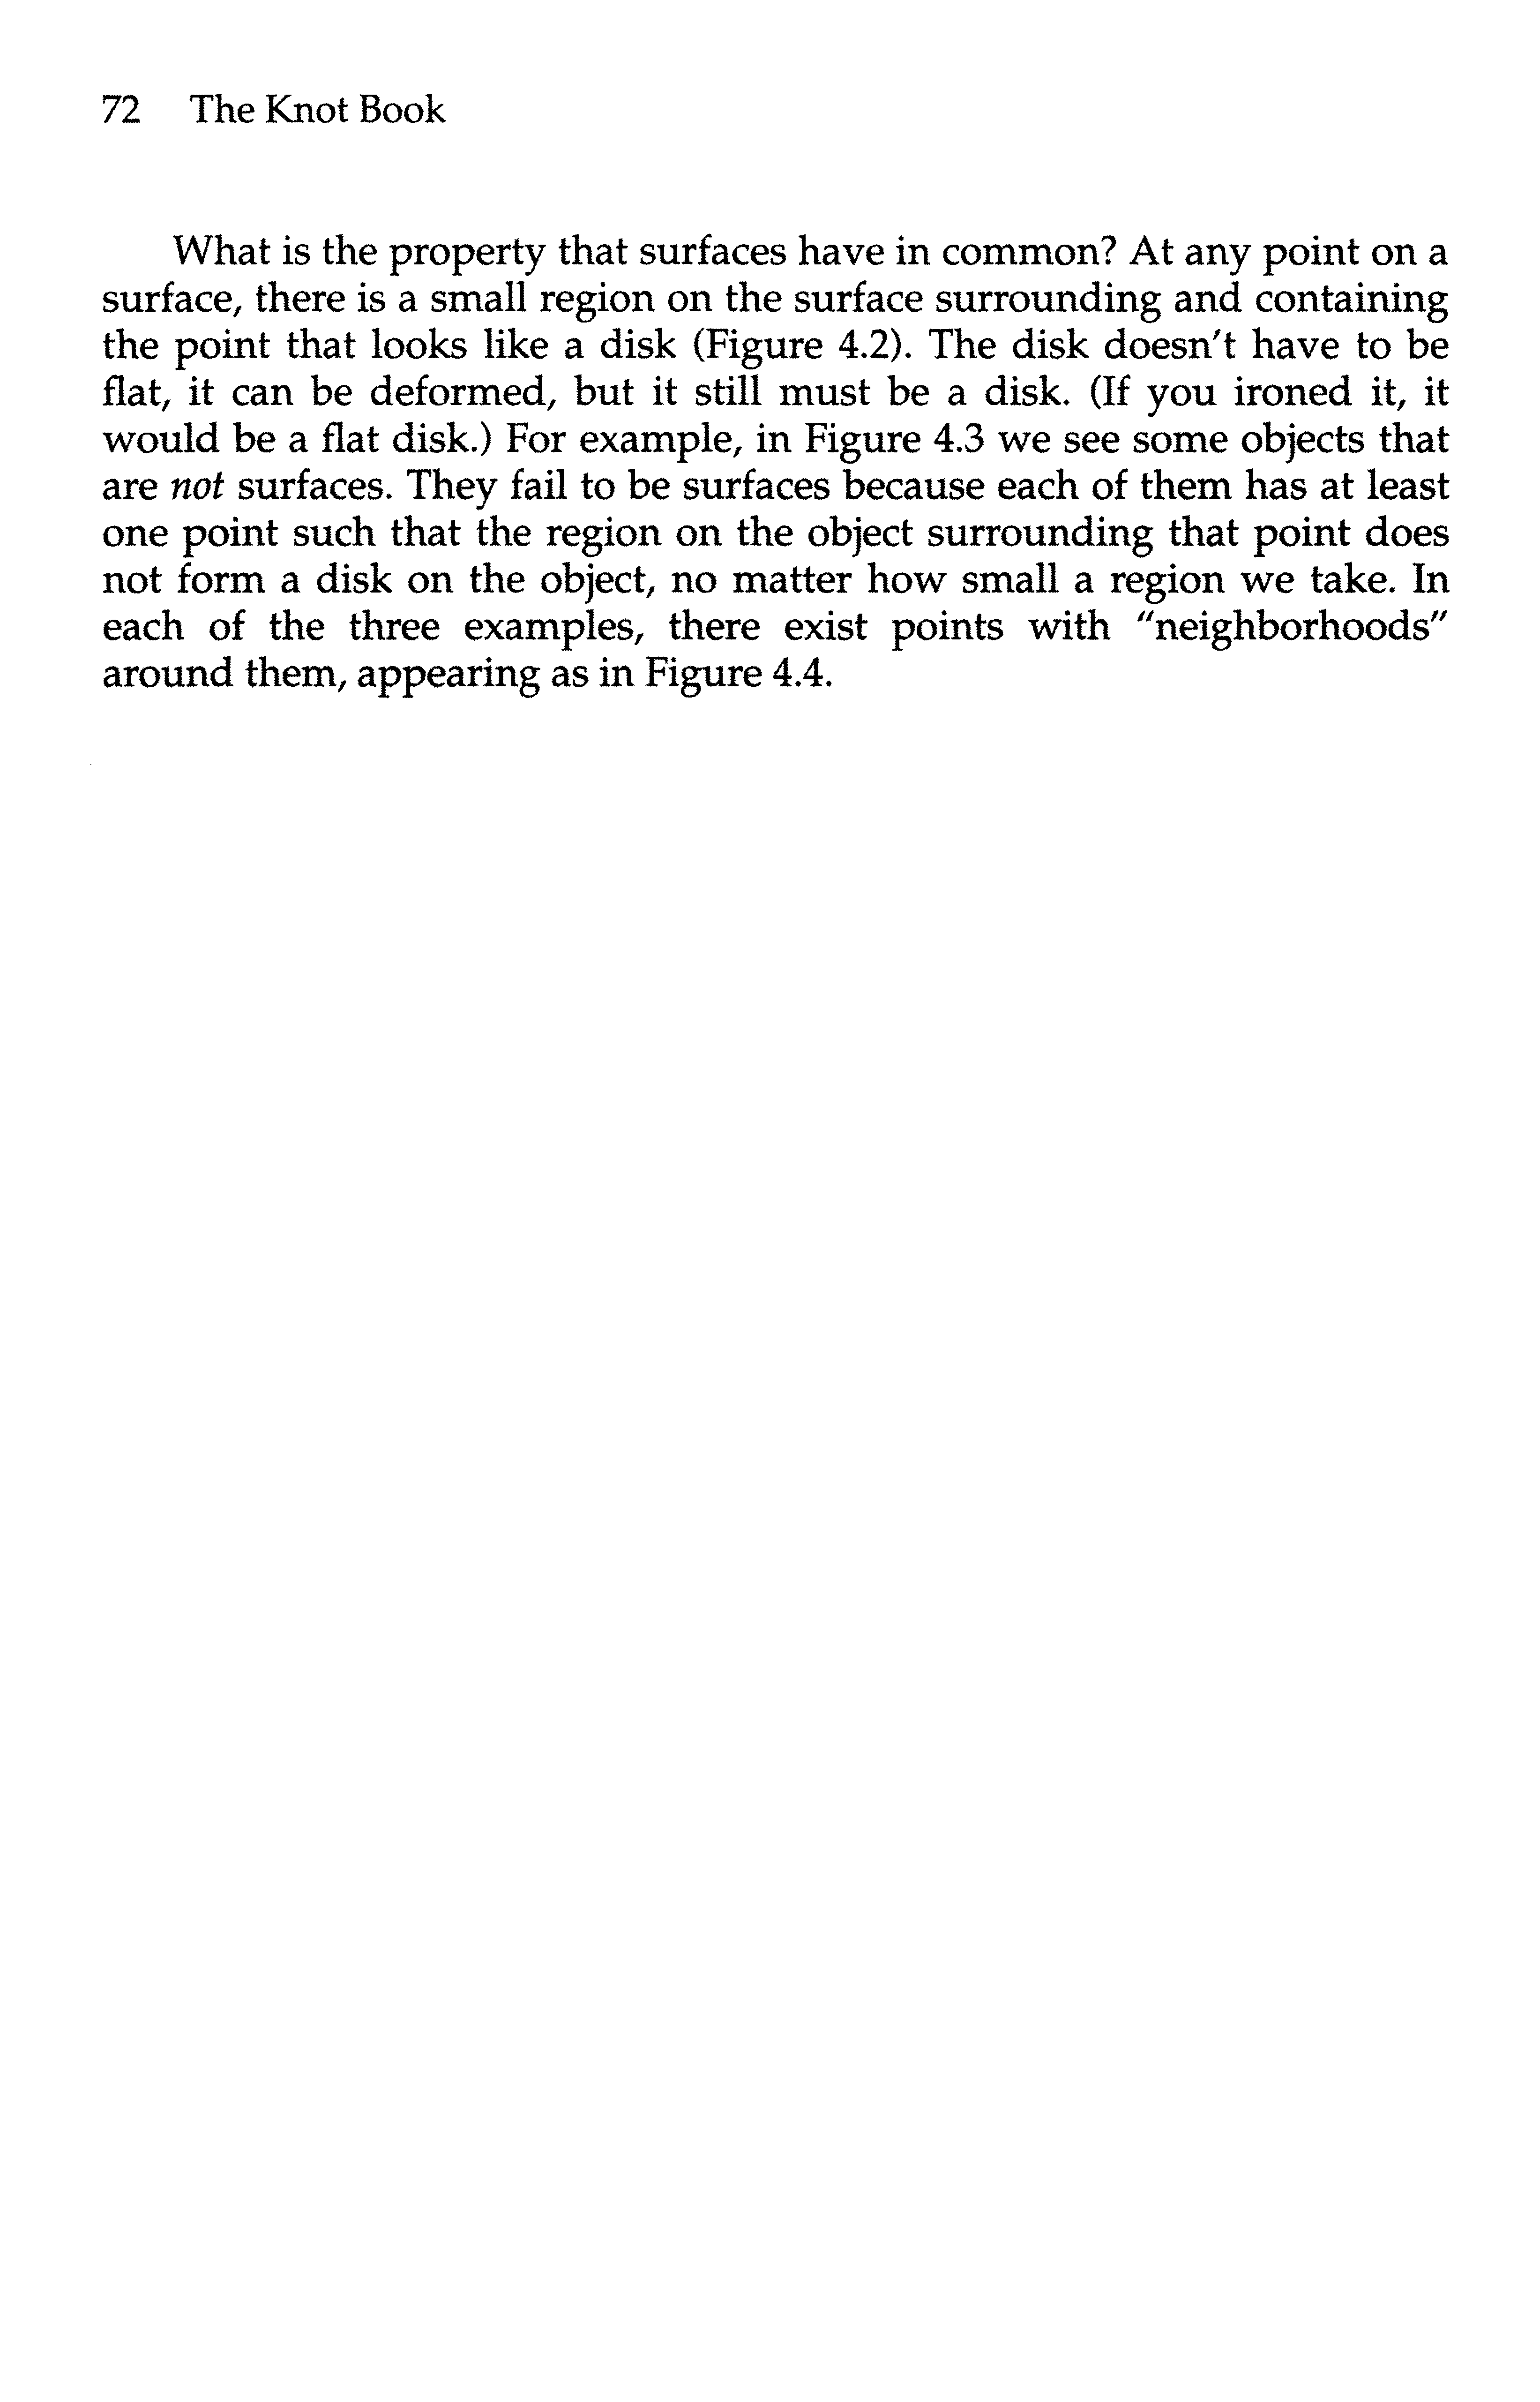 72 The Knot Book
What is the property that surfaces have in common? At any point on a
surface, there is a small region on the surface surrounding and containing
the point that looks like a disk (Figure 4.2). The disk doesn't have to be
flat, it can be deformed, but it still must be a disk. (If you ironed it, it
would be a flat disk.) For example, in Figure 4.3 we see some objects that
are not surfaces. They fail to be surfaces because each of them has at least
one point such that the region on the object surrounding that point does
not form a disk on the object, no matter how small a region we take. In
each of the three examples, there exist points with "neighborhoods"
around them, appearing as in Figure 4.4.